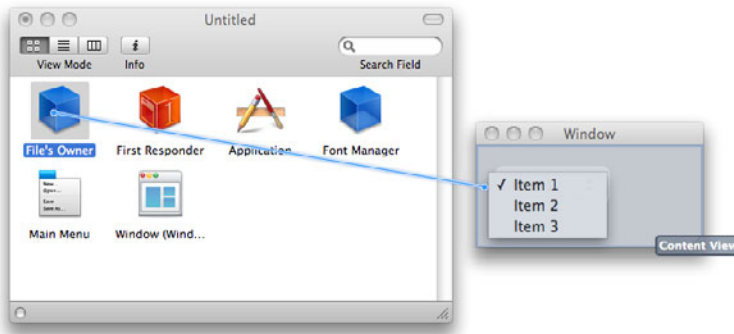 Untitled
View Mode
Info
Search Field
File's Owner
First Responder
Application
Font Manager
Main Menu
Window (Wind...
Window
✓ Item 1
Item 2
Item 3
Content View